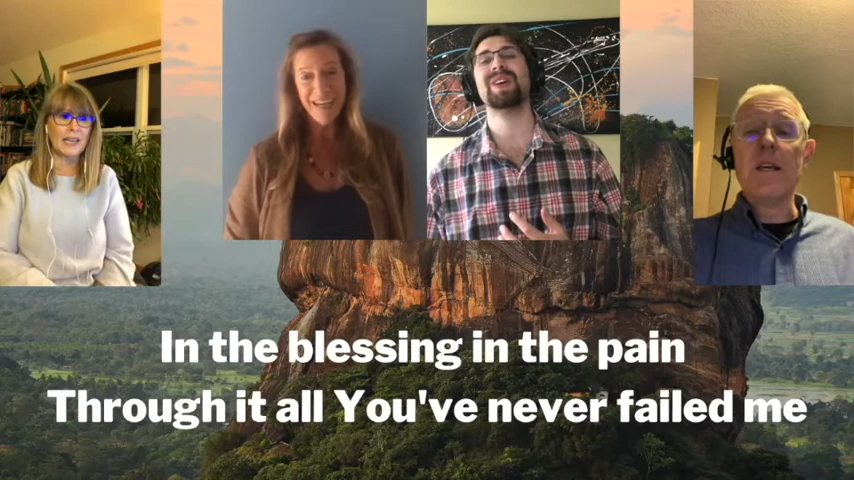 In the blessing in the pain
Through it all You've never failed me